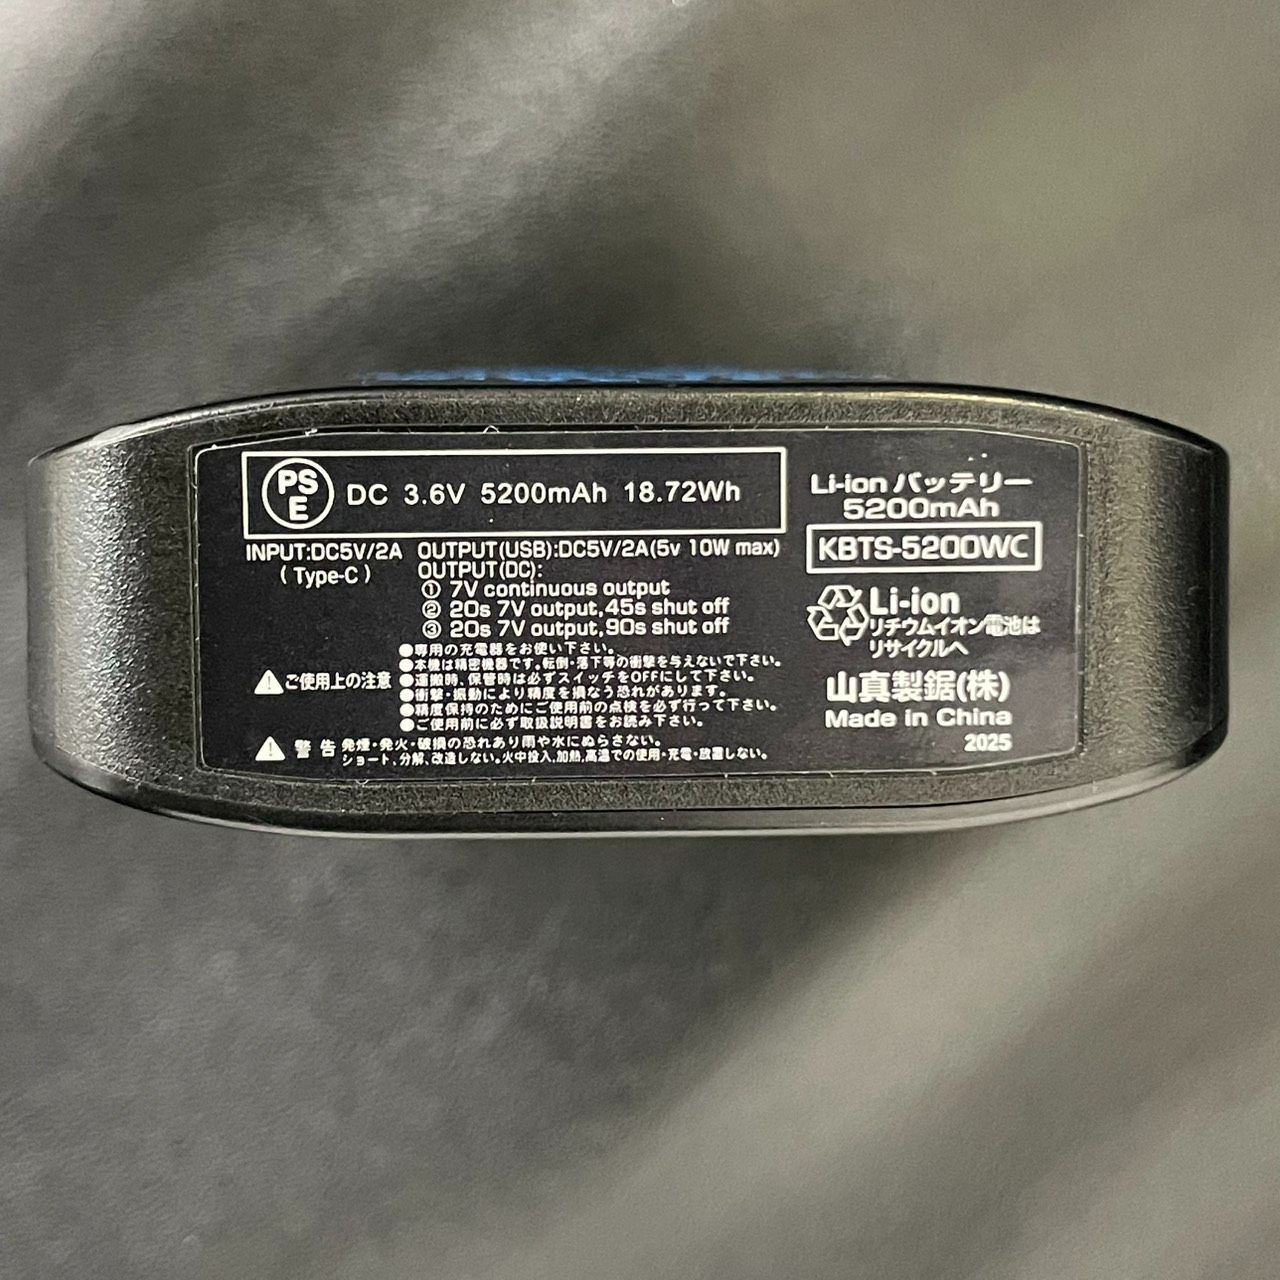 PS
E
DC 3.6V 5200mAh 18.72Wh
INPUT:DC5V/2A
(Type-C)
OUTPUT(USB):DC5V/2A(5v 10W max)
OUTPUT(DC):
① 7V continuous output
② 20s 7V output,45s shut off
③ 20s 7V output,90s shut off
⚠ご使用上の注意
●専用の充電器をお使い下さい。
●本機は精密機器です。転倒・落下等の衝撃を与えないで下さい。
●運搬時、保管時は必ずスイッチをOFFにして下さい。
●衝撃・振動により精度を損なう恐れがあります。
●精度保持のためにご使用前の点検を必ず行って下さい。
●ご使用前に必ず取扱説明書をお読み下さい。
⚠警告
発煙・発火・破損の恐れあり雨や水にぬらさない。
ショート、分解、改造しない。火中投入、加熱、高温での使用・充電・放置しない。
Li-ion バッテリー
5200mAh
KBTS-5200WC
Li-ion
リチウムイオン電池は
リサイクルへ
山真製鋸(株)
Made in China
2025